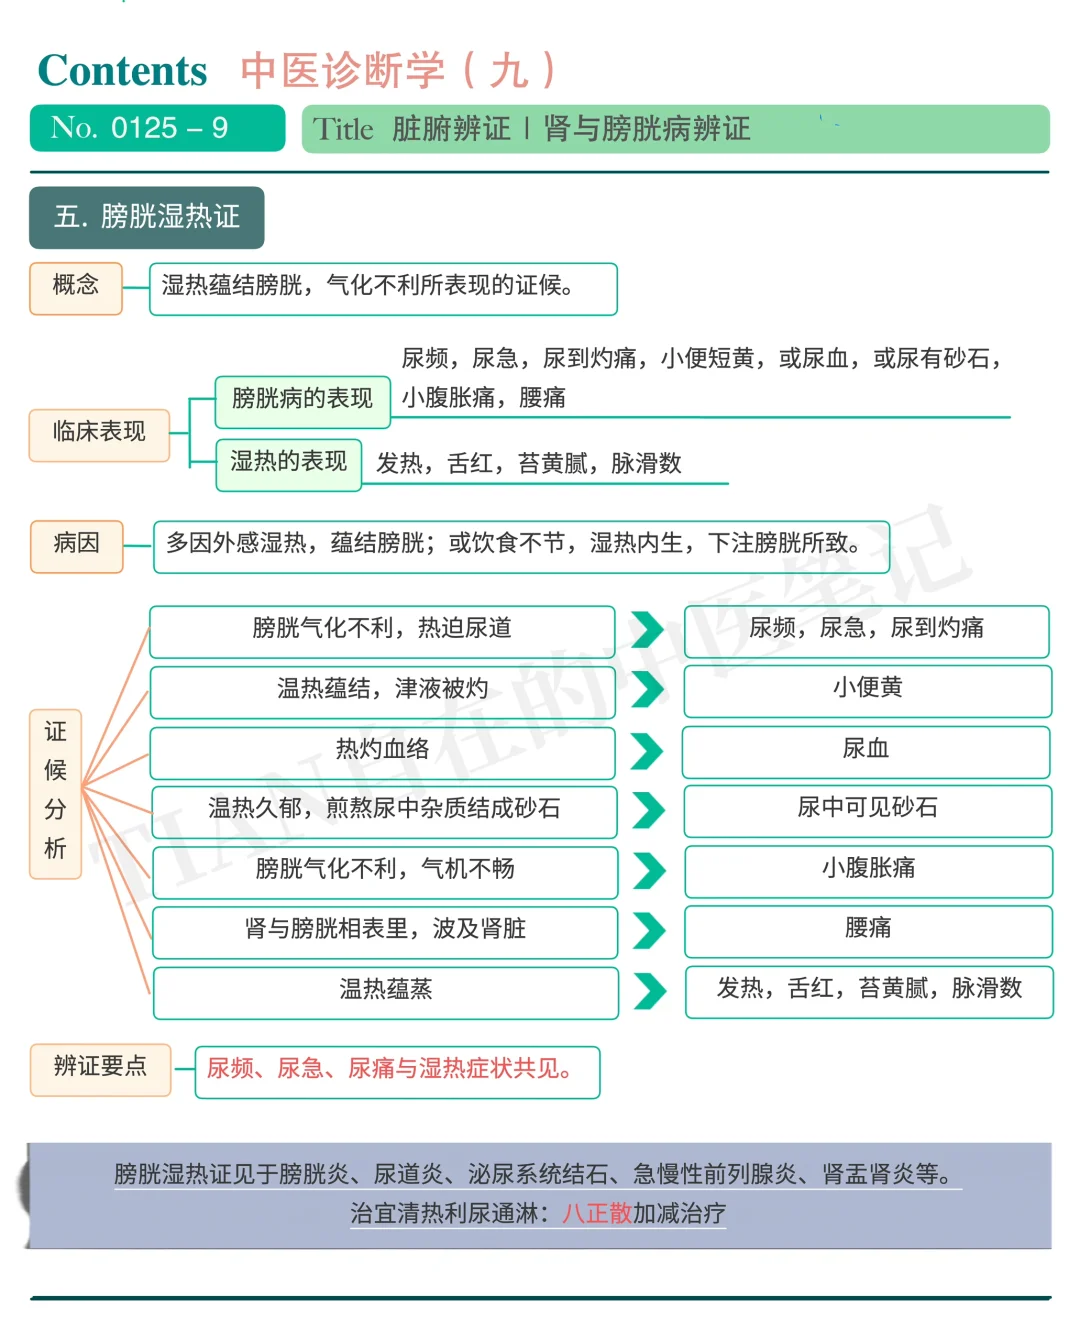 Contents 中医诊断学（九）
No. 0125 – 9
Title 脏腑辨证 | 肾与膀胱病辨证
五. 膀胱湿热证
概念
湿热蕴结膀胱，气化不利所表现的证候。
临床表现
膀胱病的表现
尿频，尿急，尿到灼痛，小便短黄，或尿血，或尿有砂石，
小腹胀痛，腰痛
湿热的表现
发热，舌红，苔黄腻，脉滑数
病因
多因外感湿热，蕴结膀胱；或饮食不节，湿热内生，下注膀胱所致。
证候分析
膀胱气化不利，热迫尿道
尿频，尿急，尿到灼痛
温热蕴结，津液被灼
小便黄
热灼血络
尿血
温热久郁，煎熬尿中杂质结成砂石
尿中可见砂石
膀胱气化不利，气机不畅
小腹胀痛
肾与膀胱相表里，波及肾脏
腰痛
温热蕴蒸
发热，舌红，苔黄腻，脉滑数
辨证要点
尿频、尿急、尿痛与湿热症状共见。
膀胱湿热证见于膀胱炎、尿道炎、泌尿系统结石、急慢性前列腺炎、肾盂肾炎等。
治宜清热利尿通淋：八正散加减治疗
TIAN自在的中医笔记